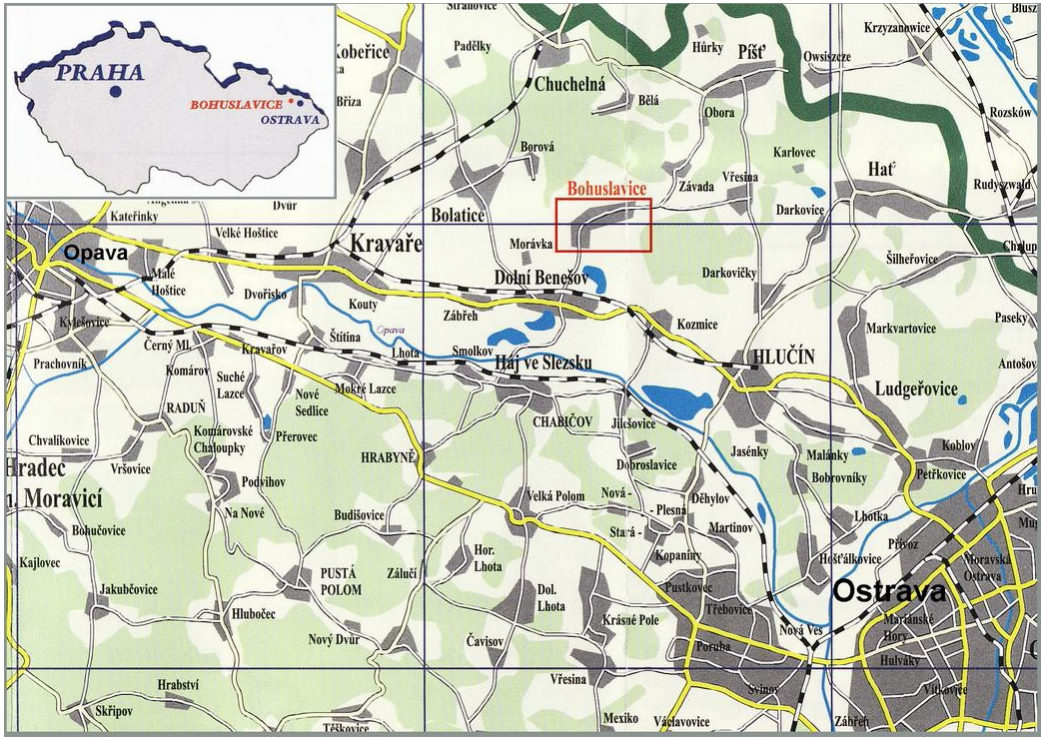 PRAHA
BOHUSLAVICE
OSTRAVA
Strahovice
Kobeřice
Padělky
Hůrky
Píšť
Owsiszcze
Krzyzanowice
Chuchelná
Bříza
Bělá
Obora
Rozsków
Borová
Karlovec
Hať
Rudyszwald
Závada
Vřesina
Bohuslavice
Darkovice
Kateřinky
Dvůr
Bolatice
Velké Hoštice
Kravaře
Morávka
Opava
Šilheřovice
Malé
Hoštice
Dolní Benešov
Darkovičky
Dvořisko
Kouty
Zábřeh
Kozmice
Markvartovice
Paseky
Kylešovice
Štítina
Opava
Prachovník
Černý Ml.
Kravařov
Lhota
Smolkov
Háj ve Slezsku
HLUČÍN
Antošov
Komárov
Suché
Lazce
Mokré Lazce
Nové
Sedlice
Ludgeřovice
RADUŇ
CHABIČOV
Jilešovice
Komárovské
Chaloupky
Přerovec
Chvalíkovice
Vršovice
HRABYNĚ
Jasénky
Malánky
Koblov
Hradec
n. Moravicí
Dobroslavice
Bobrovníky
Petřkovice
Podvihov
Velká Polom
Nová -
- Plesná
Stará -
Děhylov
Martinov
Lhotka
Na Nové
Budišovice
Bohučovice
Kopaniny
Hošťálkovice
Přívoz
Moravská
Ostrava
Kajlovec
Hor.
Lhota
Zálučí
PUSTÁ
POLOM
Pustkovec
Třebovice
Ostrava
Jakubčovice
Hlubočec
Dol.
Lhota
Krásné Pole
Mariánské
Hory
Nová Ves
Nový Dvůr
Čavisov
Poruba
Hulváky
Hrabství
Vřesina
Svinov
Vítkovice
Skřipov
Těškovice
Mexiko
Václavovice
Zábřeh